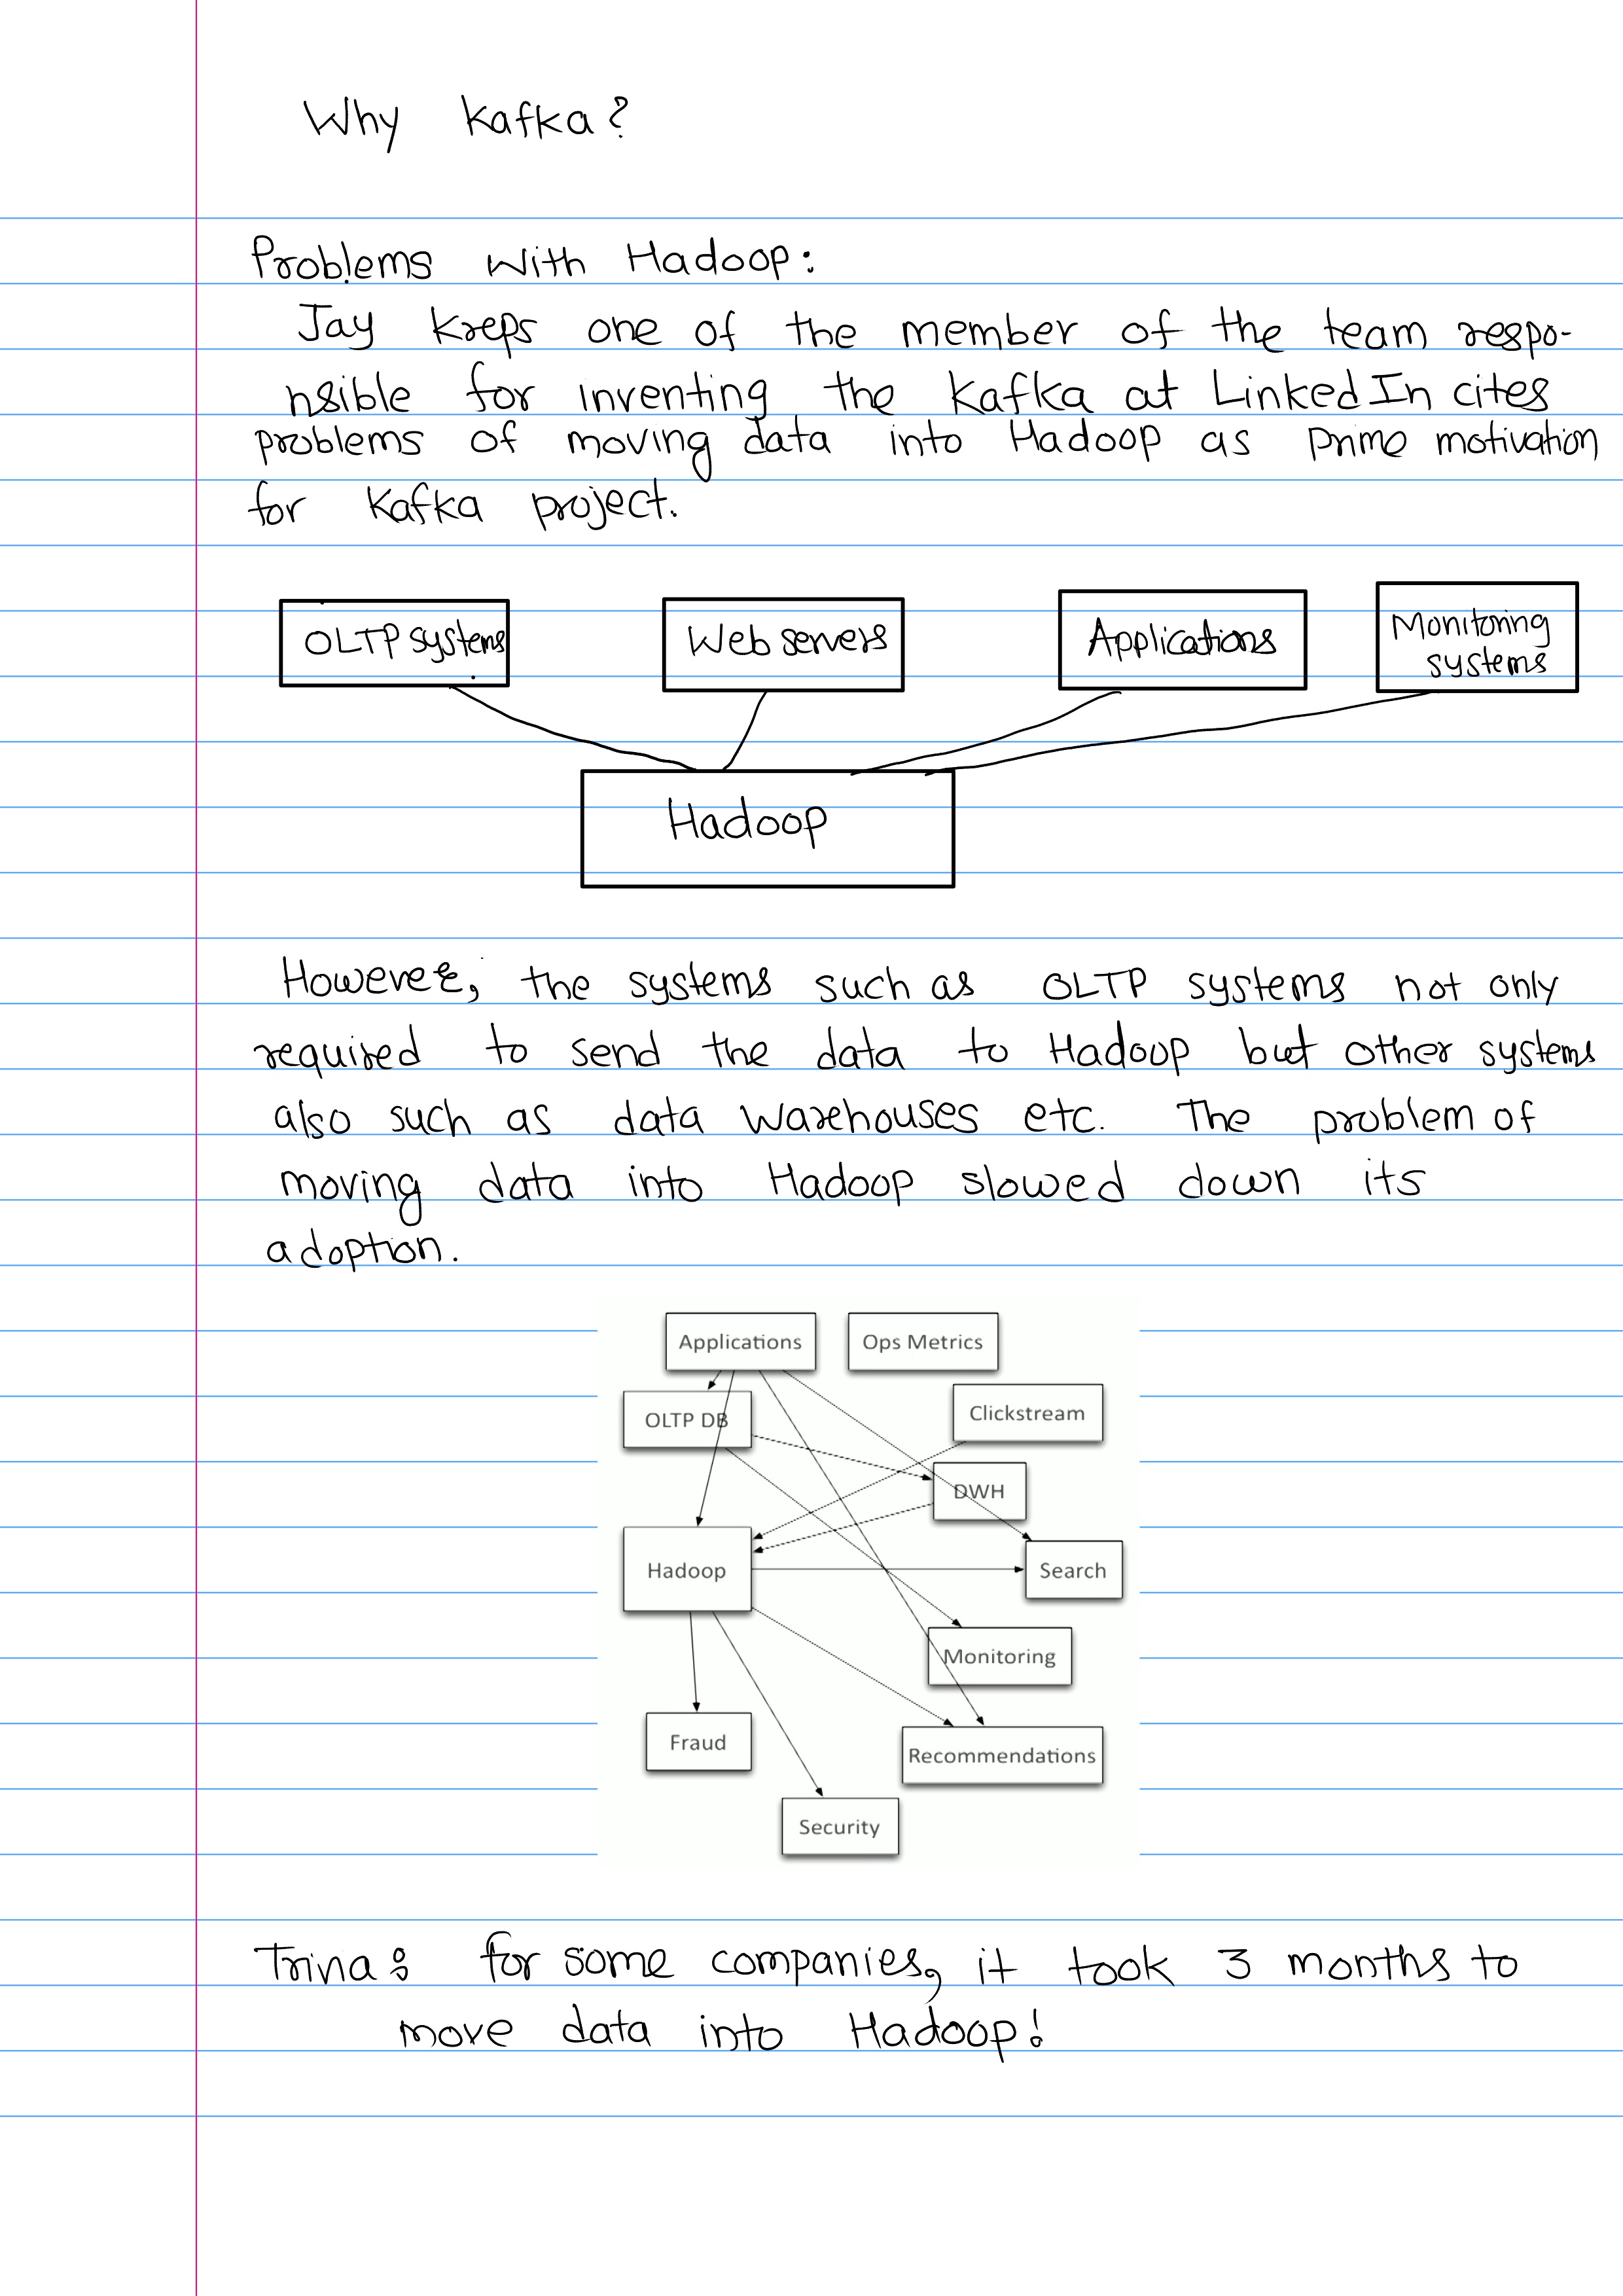 Why Kafka?
Problems with Hadoop:
Jay Kreps one of the member of the team respo-
nsible for inventing the Kafka at LinkedIn cites
problems of moving data into Hadoop as prime motivation
for Kafka project.
OLTP systems Web servers Applications Monitoring
systems
Hadoop
However, the systems such as OLTP systems not only
required to send the data to Hadoop but other systems
also such as data warehouses etc. The problem of
moving data into Hadoop slowed down its
adoption.
Applications Ops Metrics
OLTP DB Clickstream
DWH
Hadoop Search
Monitoring
Fraud Recommendations
Security
Trina: for some companies, it took 3 months to
move data into Hadoop!